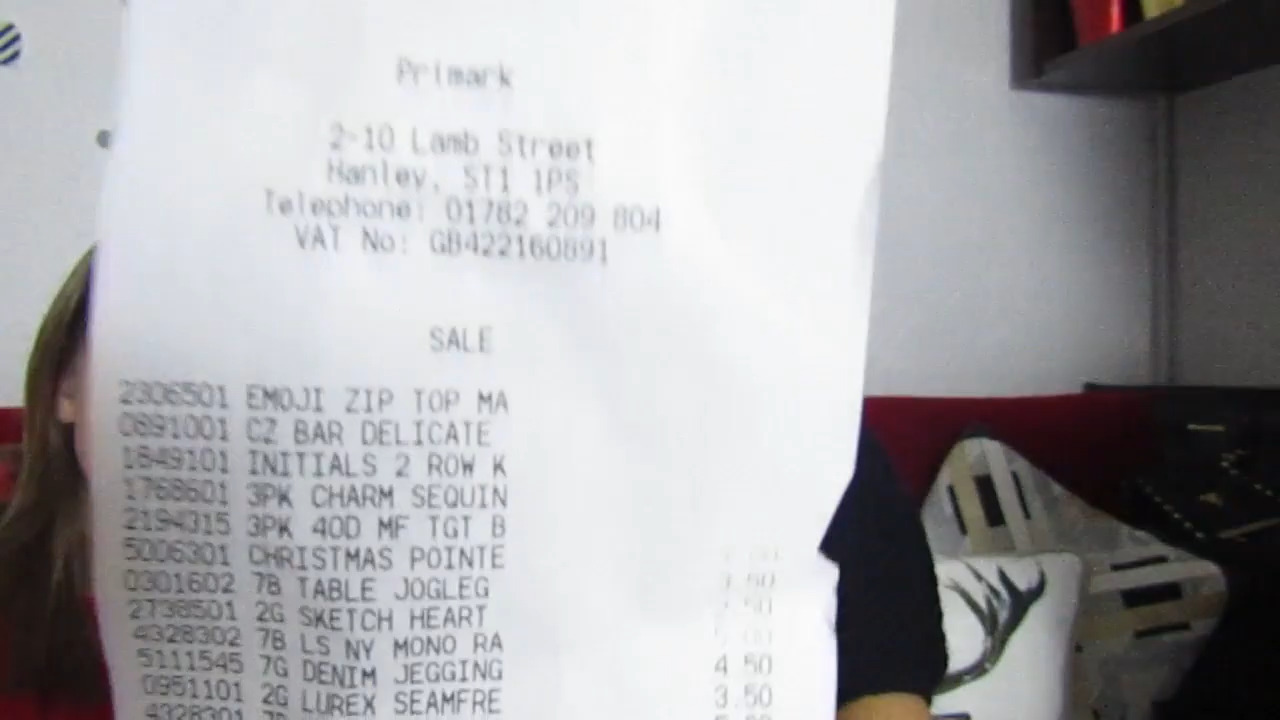 Primark
2-10 Lamb Street
Hanley, ST1 1PS
Telephone: 01782 209 804
VAT No: GB422160891
SALE
2306501 EMOJI ZIP TOP MA
0891001 CZ BAR DELICATE
1849101 INITIALS 2 ROW K
1768601 3PK CHARM SEQUIN
2194315 3PK 40D MF TGT B
5006301 CHRISTMAS POINTE
0301602 7B TABLE JOGLEG 3.50
2738501 2G SKETCH HEART
4328302 7B LS NY MONO RA
5111545 7G DENIM JEGGING 4.50
0951101 2G LUREX SEAMFRE 3.50
4328301